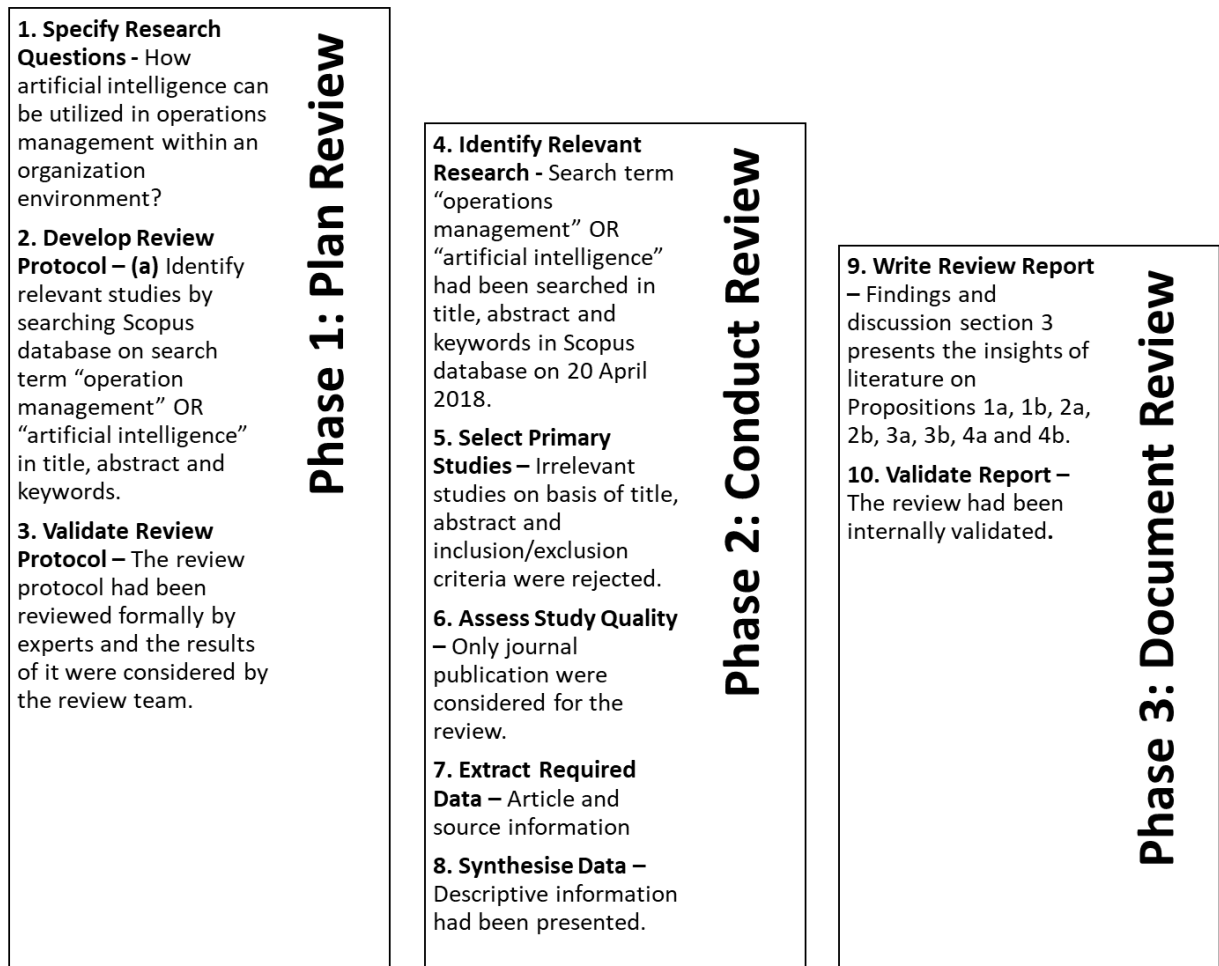 1. Specify Research
Questions - How
artificial intelligence can
be utilized in operations
management within an
organization
environment?
2. Develop Review
Protocol – (a) Identify
relevant studies by
searching Scopus
database on search
term “operation
management” OR
“artificial intelligence”
in title, abstract and
keywords.
3. Validate Review
Protocol – The review
protocol had been
reviewed formally by
experts and the results
of it were considered by
the review team.
Phase 1: Plan Review
4. Identify Relevant
Research - Search term
“operations
management” OR
“artificial intelligence”
had been searched in
title, abstract and
keywords in Scopus
database on 20 April
2018.
5. Select Primary
Studies – Irrelevant
studies on basis of title,
abstract and
inclusion/exclusion
criteria were rejected.
6. Assess Study Quality
– Only journal
publication were
considered for the
review.
7. Extract Required
Data – Article and
source information
8. Synthesise Data –
Descriptive information
had been presented.
Phase 2: Conduct Review
9. Write Review Report
– Findings and
discussion section 3
presents the insights of
literature on
Propositions 1a, 1b, 2a,
2b, 3a, 3b, 4a and 4b.
10. Validate Report –
The review had been
internally validated.
Phase 3: Document Review